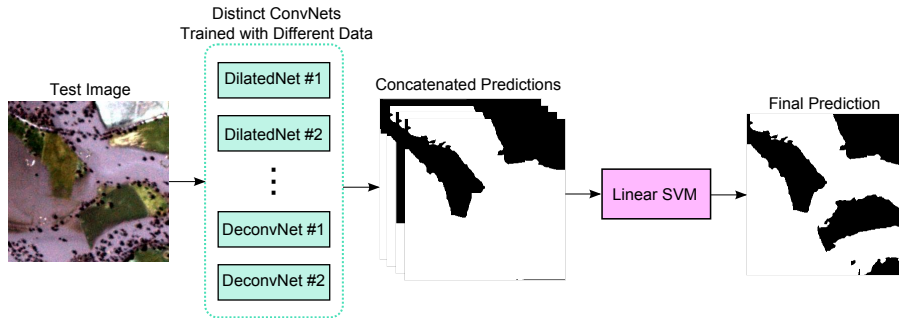 Distinct ConvNets
Trained with Different Data
Test Image
DilatedNet #1
DilatedNet #2
DeconvNet #1
DeconvNet #2
Concatenated Predictions
Linear SVM
Final Prediction